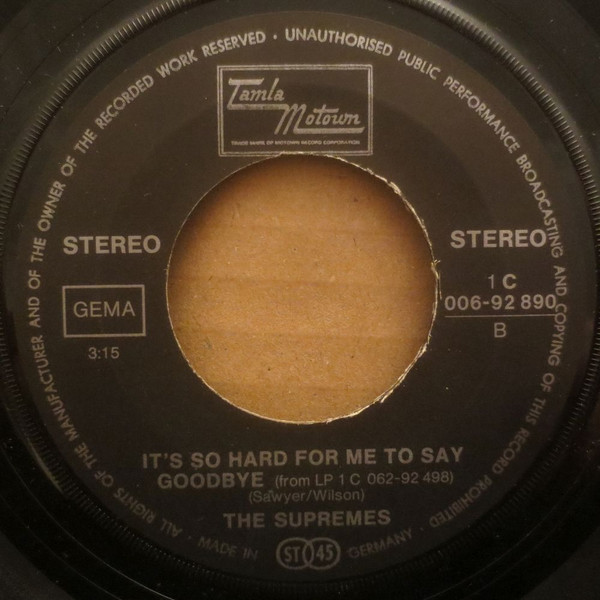 ALL RIGHTS OF THE MANUFACTURER AND OF THE OWNER OF THE RECORDED WORK RESERVED · UNAUTHORISED PUBLIC PERFORMANCE BROADCASTING AND COPYING OF THIS RECORD PROHIBITED
Tamla
Motown
TRADE MARK OF MOTOWN RECORD CORPORATION
STEREO
STEREO
GEMA
3:15
1 C
006-92 890
B
IT'S SO HARD FOR ME TO SAY
GOODBYE (from LP 1 C 062-92 498)
(Sawyer/Wilson)
THE SUPREMES
· MADE IN ST 45 GERMANY ·